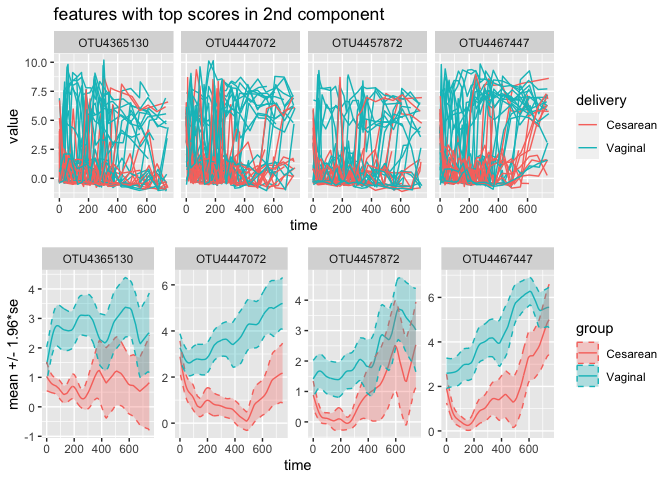 features with top scores in 2nd component
OTU4365130 OTU4447072 OTU4457872 OTU4467447
10.0
7.5
5.0
2.5
0.0
value
0 200 400 600 0 200 400 600 0 200 400 600 0 200 400 600
time
delivery
Cesarean
Vaginal
OTU4365130 OTU4447072 OTU4457872 OTU4467447
4
3
2
1
0
-1
6
4
2
0
4
3
2
1
0
6
4
2
0
mean +/- 1.96*se
0 200 400 600 0 200 400 600 0 200 400 600 0 200 400 600
time
group
Cesarean
Vaginal